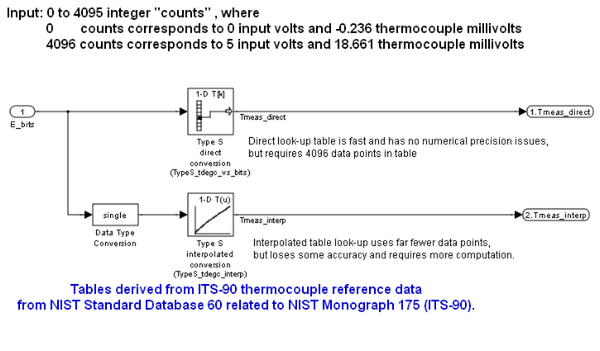 Input: 0 to 4095 integer "counts" , where
0 counts corresponds to 0 input volts and -0.236 thermocouple millivolts
4096 counts corresponds to 5 input volts and 18.661 thermocouple millivolts
1-D T[k]
1
E_bits
Tmeas_direct
1.Tmeas_direct
Type S
direct
conversion
(TypeS_tdegc_vs_bits)
Direct look-up table is fast and has no numerical precision issues,
but requires 4096 data points in table
1-D T(u)
single
Data Type
Conversion
Tmeas_interp
2.Tmeas_interp
Type S
interpolated
conversion
(TypeS_tdegc_interp)
Interpolated table look-up uses far fewer data points,
but loses some accuracy and requires more computation.
Tables derived from ITS-90 thermocouple reference data
from NIST Standard Database 60 related to NIST Monograph 175 (ITS-90).